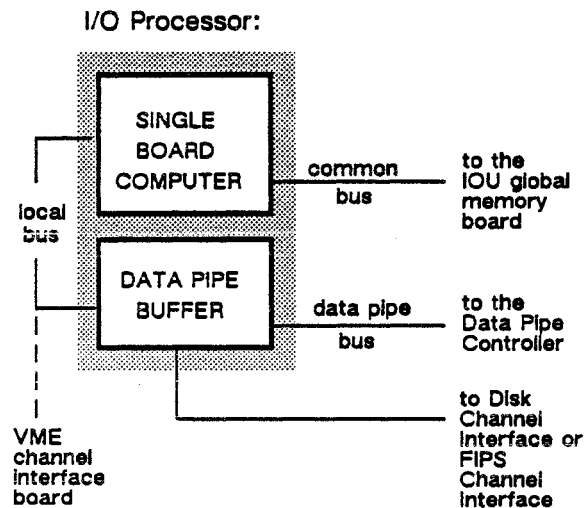 I/O Processor:
SINGLE
BOARD
COMPUTER
common
bus
to the
IOU global
memory
board
local
bus
DATA PIPE
BUFFER
data pipe
bus
to the
Data Pipe
Controller
to Disk
Channel
Interface or
FIPS
Channel
Interface
VME
channel
interface
board